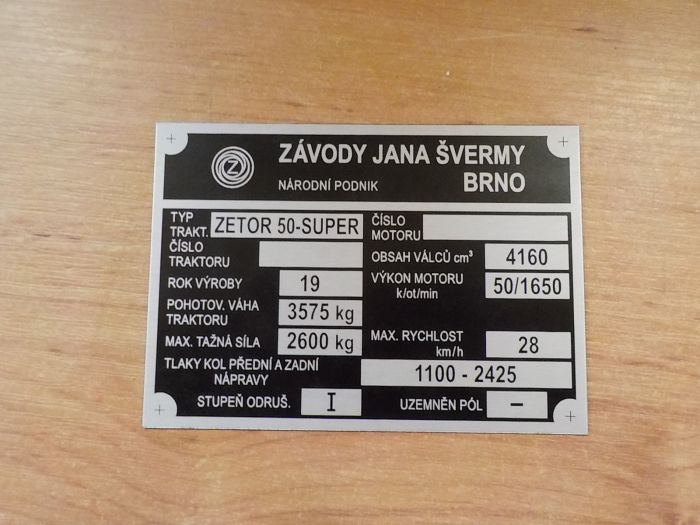 Z
ZÁVODY JANA ŠVERMY
NÁRODNÍ PODNIK BRNO
TYP TRAKT. ZETOR 50-SUPER
ČÍSLO MOTORU
ČÍSLO TRAKTORU
OBSAH VÁLCŮ cm³ 4160
ROK VÝROBY 19
VÝKON MOTORU k/ot/min 50/1650
POHOTOV. VÁHA TRAKTORU 3575 kg
MAX. TAŽNÁ SÍLA 2600 kg
MAX. RYCHLOST km/h 28
TLAKY KOL PŘEDNÍ A ZADNÍ NÁPRAVY 1100 - 2425
STUPEŇ ODRUŠ. I
UZEMNĚN PÓL –